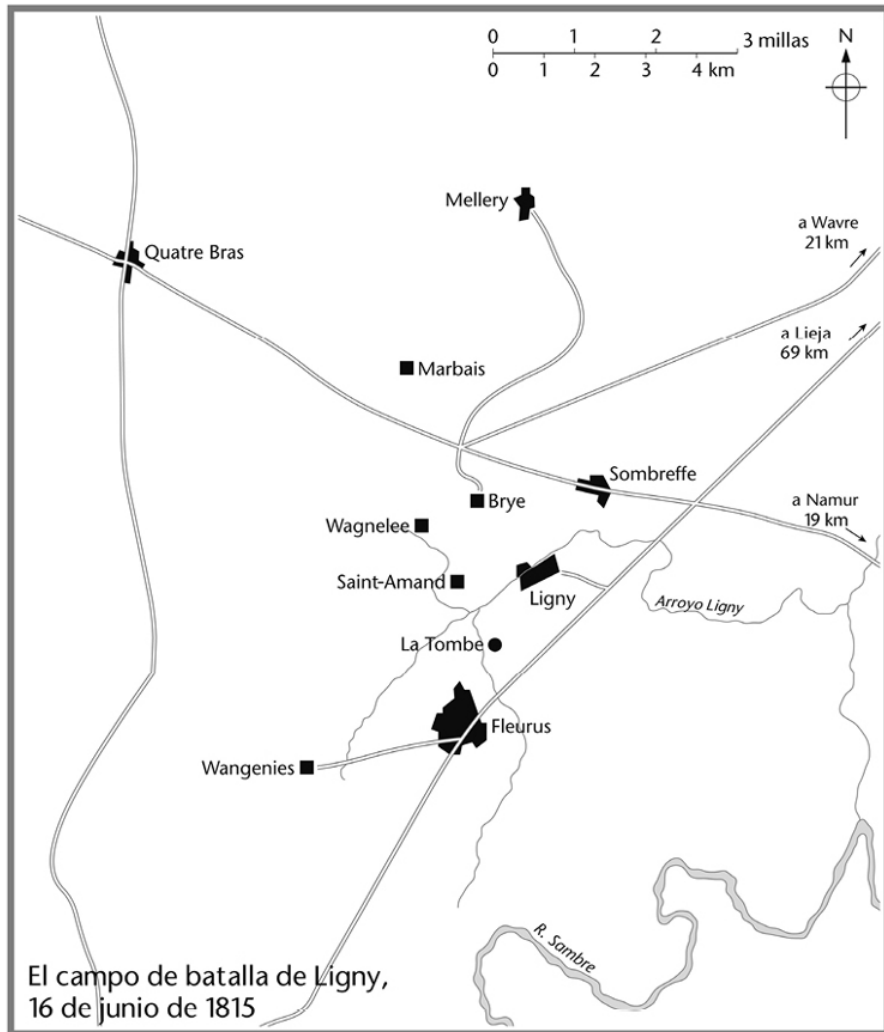 0 1 2 3 millas
0 1 2 3 4 km
N
Mellery
a Wavre
21 km
Quatre Bras
a Lieja
69 km
Marbais
Sombreffe
Brye
a Namur
19 km
Wagnelee
Saint-Amand
Ligny
Arroyo Ligny
La Tombe
Fleurus
Wangenies
R. Sambre
El campo de batalla de Ligny,
16 de junio de 1815